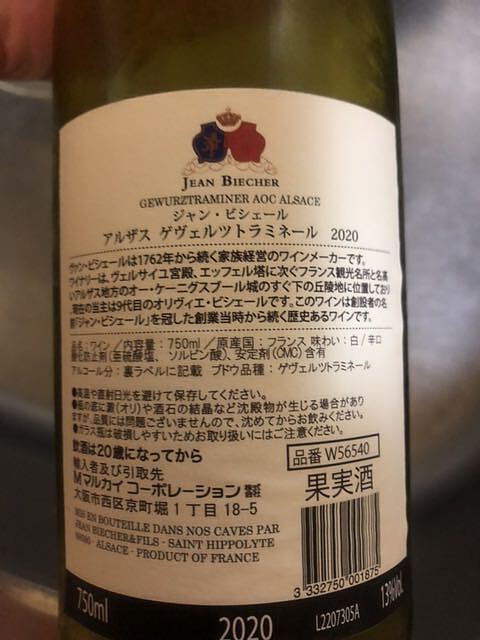 JEAN BIECHER
GEWURZTRAMINER AOC ALSACE
ジャン・ビシェール
アルザス ゲヴェルツトラミネール 2020
ヴァン・ビシェールは1762年から続く家族経営のワインメーカーです。
ワイナリーは、ヴェルサイユ宮殿、エッフェル塔に次ぐフランス観光名所と名高
いアルザス地方のオー・ケーニグスブール城のすぐ下の丘陵地に位置しており
、現在の当主は9代目のオリヴィエ・ビシェールです。このワインは創設者の名
前「ジャン・ビシェール」を冠した創業当時から続く歴史あるワインです。
品名:ワイン/内容量:750ml/原産国:フランス 味わい:白/辛口
酸化防止剤(亜硫酸塩、ソルビン酸)、安定剤(CMC)含有
アルコール分:裏ラベルに記載 ブドウ品種:ゲヴェルツトラミネール
●高温や直射日光を避けて保存してください。
●瓶の底に澱(オリ)や酒石の結晶など沈殿物が生じる場合があり
ますが、品質には問題ございませんので、沈めてからお飲みください。
●ガラス瓶は破損しやすいためお取り扱いにはご注意ください。
飲酒は20歳になってから
輸入者及び引取先
Mマルカイ コーポレーション株式会社
大阪市西区京町堀1丁目18-5
品番 W56540
果実酒
MIS EN BOUTEILLE DANS NOS CAVES PAR
JEAN BIECHER&FILS - SAINT HIPPOLYTE
68590 - ALSACE - PRODUCT OF FRANCE
3 332750 001875
750ml
2020
L2207305A
13%Vol.